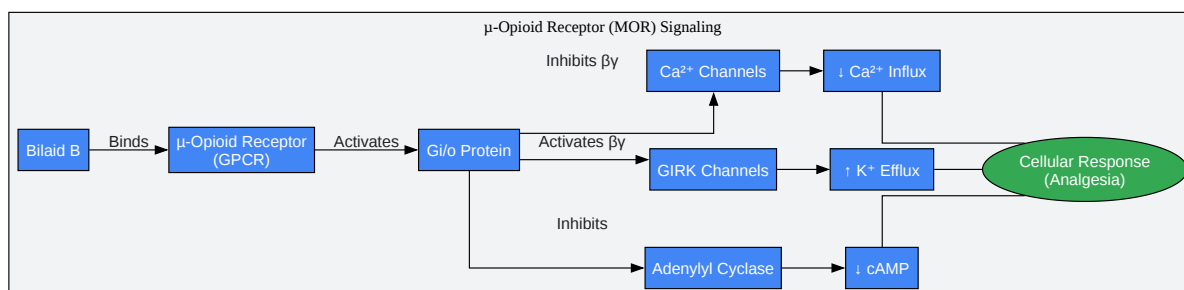 µ-Opioid Receptor (MOR) Signaling
Inhibits βγ
Ca²⁺ Channels
↓ Ca²⁺ Influx
Bilaid B
Binds
µ-Opioid Receptor
(GPCR)
Activates
Gi/o Protein
Activates βγ
GIRK Channels
↑ K⁺ Efflux
Cellular Response
(Analgesia)
Inhibits
Adenylyl Cyclase
↓ cAMP